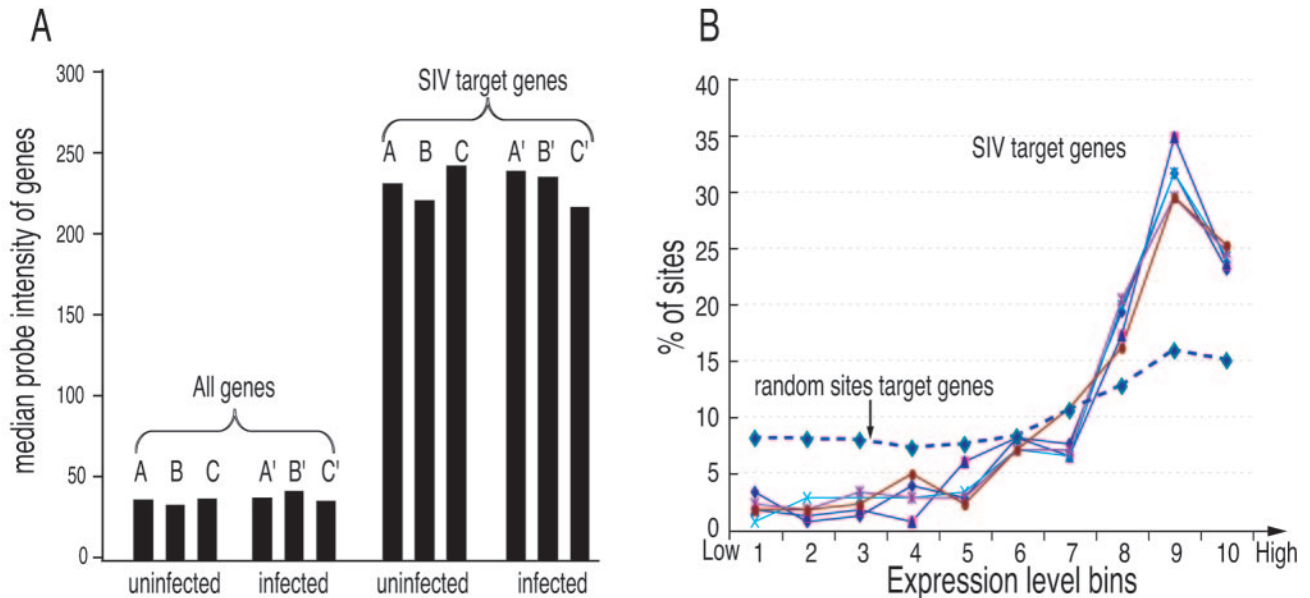 A
median probe intensity of genes
300
250
200
150
100
50
0
All genes
A B C A' B' C'
SIV target genes
A B C A' B' C'
uninfected infected uninfected infected
B
% of sites
40
35
30
25
20
15
10
5
0
SIV target genes
random sites target genes
Low 1 2 3 4 5 6 7 8 9 10 High
Expression level bins